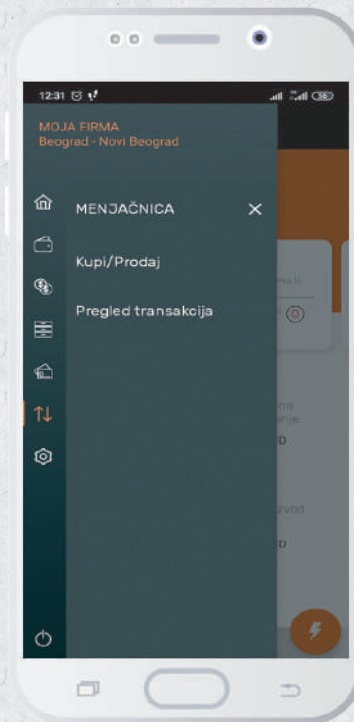 12:31
MOJA FIRMA
Beograd - Novi Beograd
MENJAČNICA
Kupi/Prodaj
Pregled transakcija